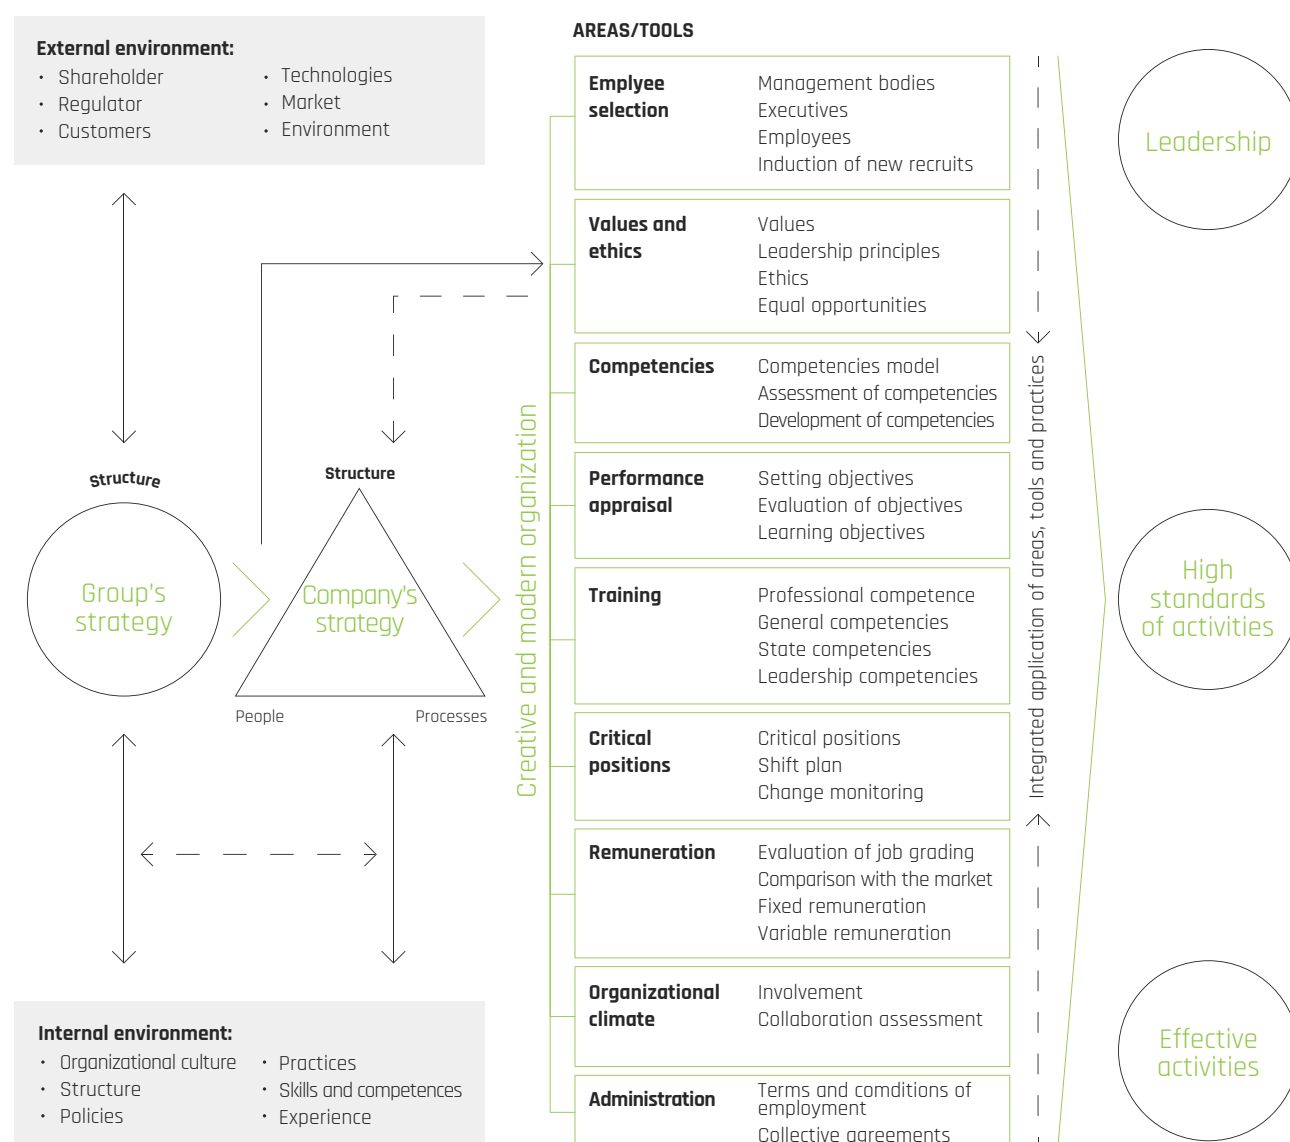 External environment:
· Shareholder
· Regulator
· Customers
· Technologies
· Market
· Environment
Structure
Group's
strategy
Structure
Company's
strategy
People
Processes
Internal environment:
· Organizational culture
· Structure
· Policies
· Practices
· Skills and competences
· Experience
Creative and modern organization
AREAS/TOOLS
Emplyee
selection
Management bodies
Executives
Employees
Induction of new recruits
Values and
ethics
Values
Leadership principles
Ethics
Equal opportunities
Competencies
Competencies model
Assessment of competencies
Development of competencies
Performance
appraisal
Setting objectives
Evaluation of objectives
Learning objectives
Training
Professional competence
General competencies
State competencies
Leadership competencies
Critical
positions
Critical positions
Shift plan
Change monitoring
Remuneration
Evaluation of job grading
Comparison with the market
Fixed remuneration
Variable remuneration
Organizational
climate
Involvement
Collaboration assessment
Administration
Terms and comditions of
employment
Collective agreements
Integrated application of areas, tools and practices
Leadership
High
standards
of activities
Effective
activities